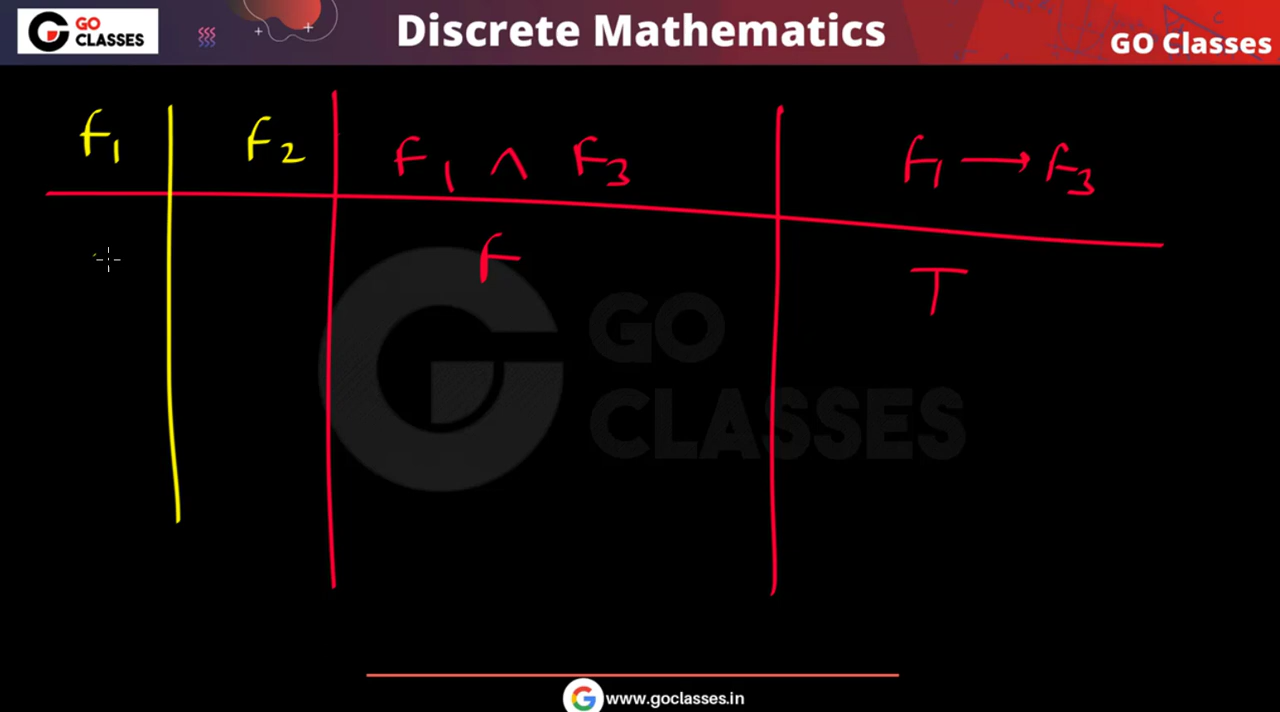 GO CLASSES
Discrete Mathematics
GO Classes
F1 F2 F1 ∧ F3 F1 → F3
F T
GO
CLASSES
www.goclasses.in